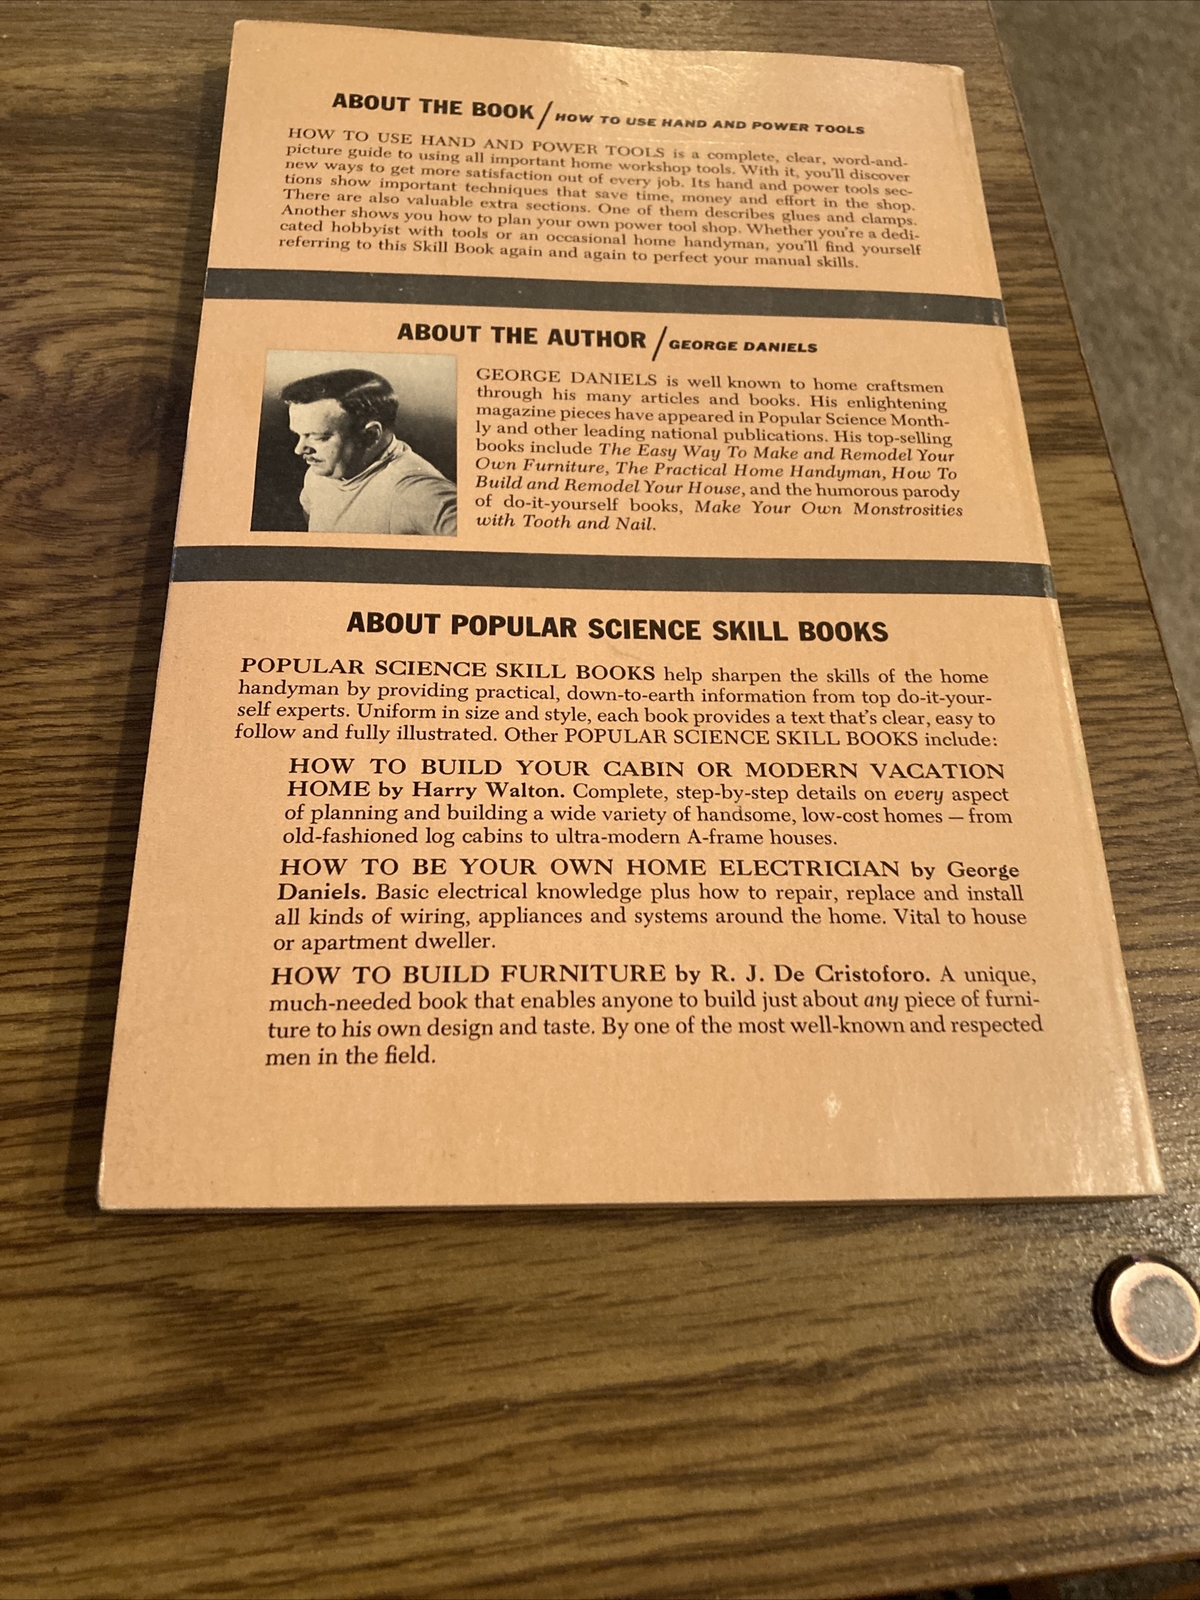 ABOUT THE BOOK / HOW TO USE HAND AND POWER TOOLS
HOW TO USE HAND AND POWER TOOLS is a complete, clear, word-and-
picture guide to using all important home workshop tools. With it, you'll discover
new ways to get more satisfaction out of every job. Its hand and power tools sec-
tions show important techniques that save time, money and effort in the shop.
There are also valuable extra sections. One of them describes glues and clamps.
Another shows you how to plan your own power tool shop. Whether you're a dedi-
cated hobbyist with tools or an occasional home handyman, you'll find yourself
referring to this Skill Book again and again to perfect your manual skills.
ABOUT THE AUTHOR / GEORGE DANIELS
GEORGE DANIELS is well known to home craftsmen
through his many articles and books. His enlightening
magazine pieces have appeared in Popular Science Month-
ly and other leading national publications. His top-selling
books include The Easy Way To Make and Remodel Your
Own Furniture, The Practical Home Handyman, How To
Build and Remodel Your House, and the humorous parody
of do-it-yourself books, Make Your Own Monstrosities
with Tooth and Nail.
ABOUT POPULAR SCIENCE SKILL BOOKS
POPULAR SCIENCE SKILL BOOKS help sharpen the skills of the home
handyman by providing practical, down-to-earth information from top do-it-your-
self experts. Uniform in size and style, each book provides a text that's clear, easy to
follow and fully illustrated. Other POPULAR SCIENCE SKILL BOOKS include:
HOW TO BUILD YOUR CABIN OR MODERN VACATION
HOME by Harry Walton. Complete, step-by-step details on every aspect
of planning and building a wide variety of handsome, low-cost homes — from
old-fashioned log cabins to ultra-modern A-frame houses.
HOW TO BE YOUR OWN HOME ELECTRICIAN by George
Daniels. Basic electrical knowledge plus how to repair, replace and install
all kinds of wiring, appliances and systems around the home. Vital to house
or apartment dweller.
HOW TO BUILD FURNITURE by R. J. De Cristoforo. A unique,
much-needed book that enables anyone to build just about any piece of furni-
ture to his own design and taste. By one of the most well-known and respected
men in the field.